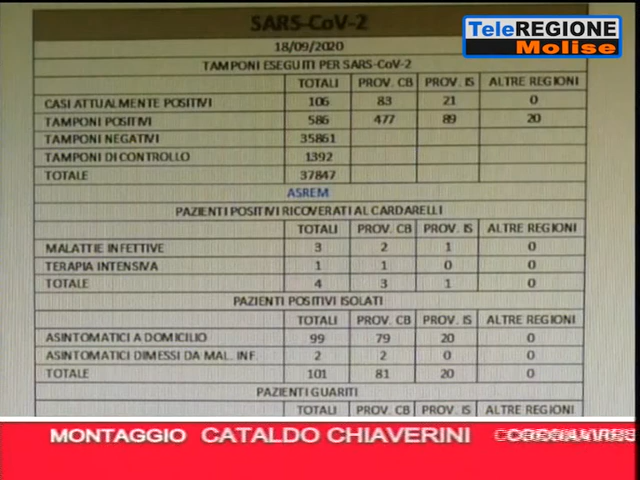 SARS-CoV-2
TeleREGIONE
Molise
18/09/2020
TAMPONI ESEGUITI PER SARS-CoV-2
TOTALI PROV. CB PROV. IS ALTRE REGIONI
CASI ATTUALMENTE POSITIVI 106 83 21 0
TAMPONI POSITIVI 586 477 89 20
TAMPONI NEGATIVI 35861
TAMPONI DI CONTROLLO 1392
TOTALE 37847
ASREM
PAZIENTI POSITIVI RICOVERATI AL CARDARELLI
TOTALI PROV. CB PROV. IS ALTRE REGIONI
MALATTIE INFETTIVE 3 2 1 0
TERAPIA INTENSIVA 1 1 0 0
TOTALE 4 3 1 0
PAZIENTI POSITIVI ISOLATI
TOTALI PROV. CB PROV. IS ALTRE REGIONI
ASINTOMATICI A DOMICILIO 99 79 20 0
ASINTOMATICI DIMESSI DA MAL. INF. 2 2 0 0
TOTALE 101 81 20 0
PAZIENTI GUARITI
TOTALI PROV. CB PROV. IS ALTRE REGIONI
MONTAGGIO CATALDO CHIAVERINI